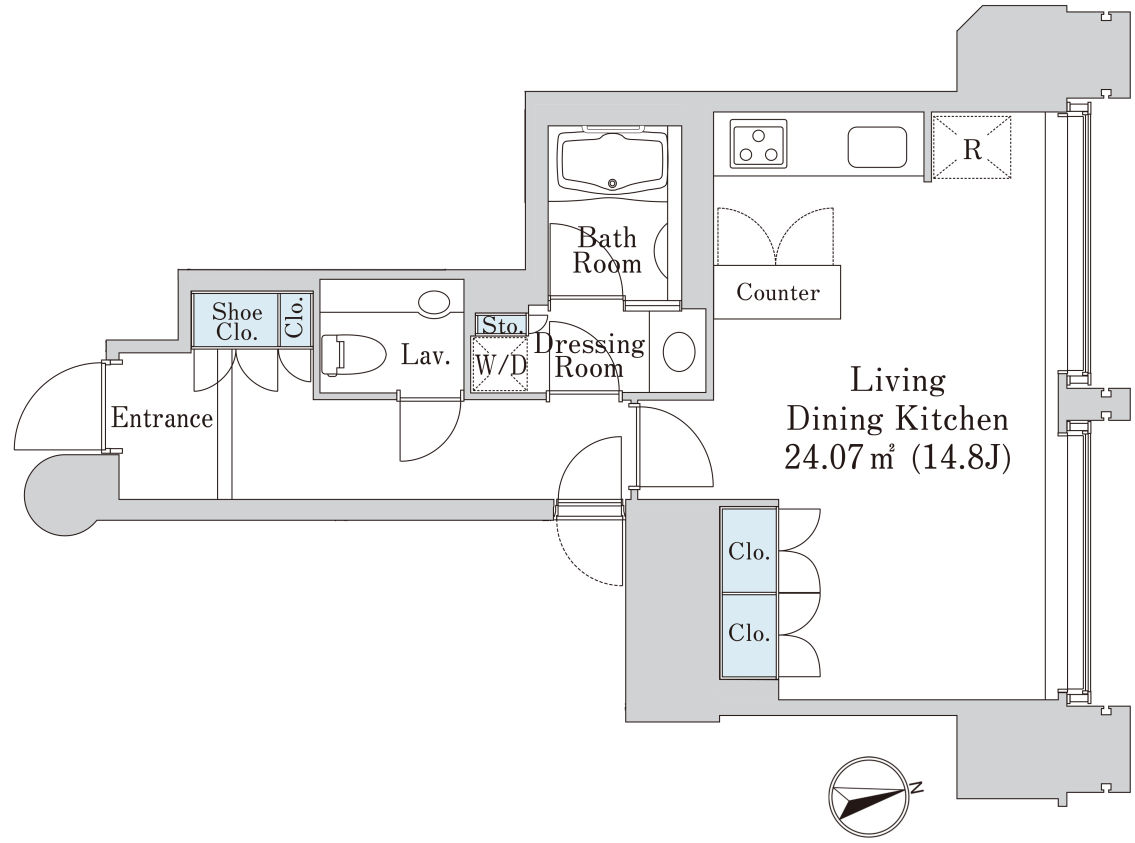 R
Bath
Room
Counter
Shoe
Clo.
Clo.
Sto.
Lav.
W/D
Dressing
Room
Entrance
Living
Dining Kitchen
24.07㎡ (14.8J)
Clo.
Clo.
N